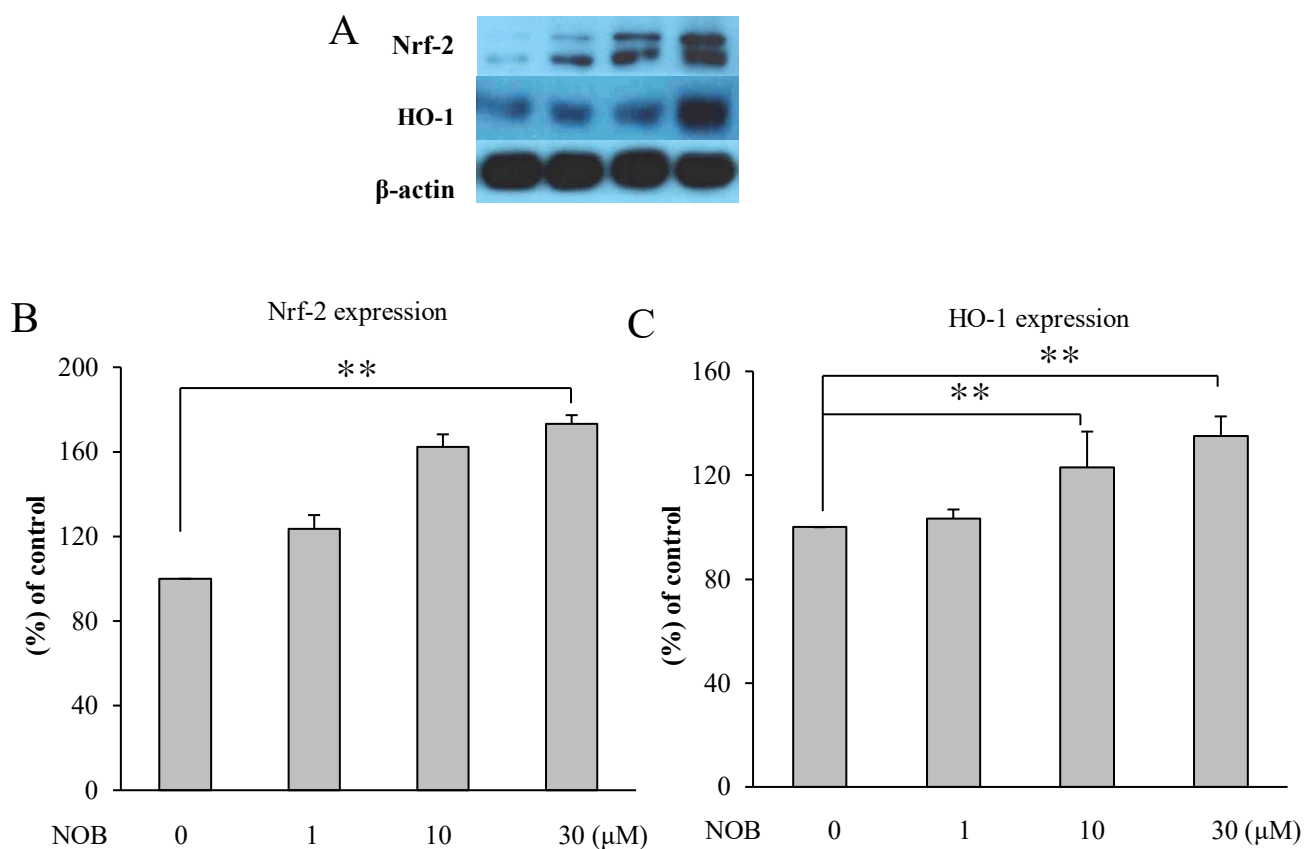 A
Nrf-2
HO-1
β-actin
B
Nrf-2 expression
**
200
160
120
80
40
0
(%) of control
NOB 0 1 10 30 (μM)
C
HO-1 expression
**
**
160
120
80
40
0
(%) of control
NOB 0 1 10 30 (μM)